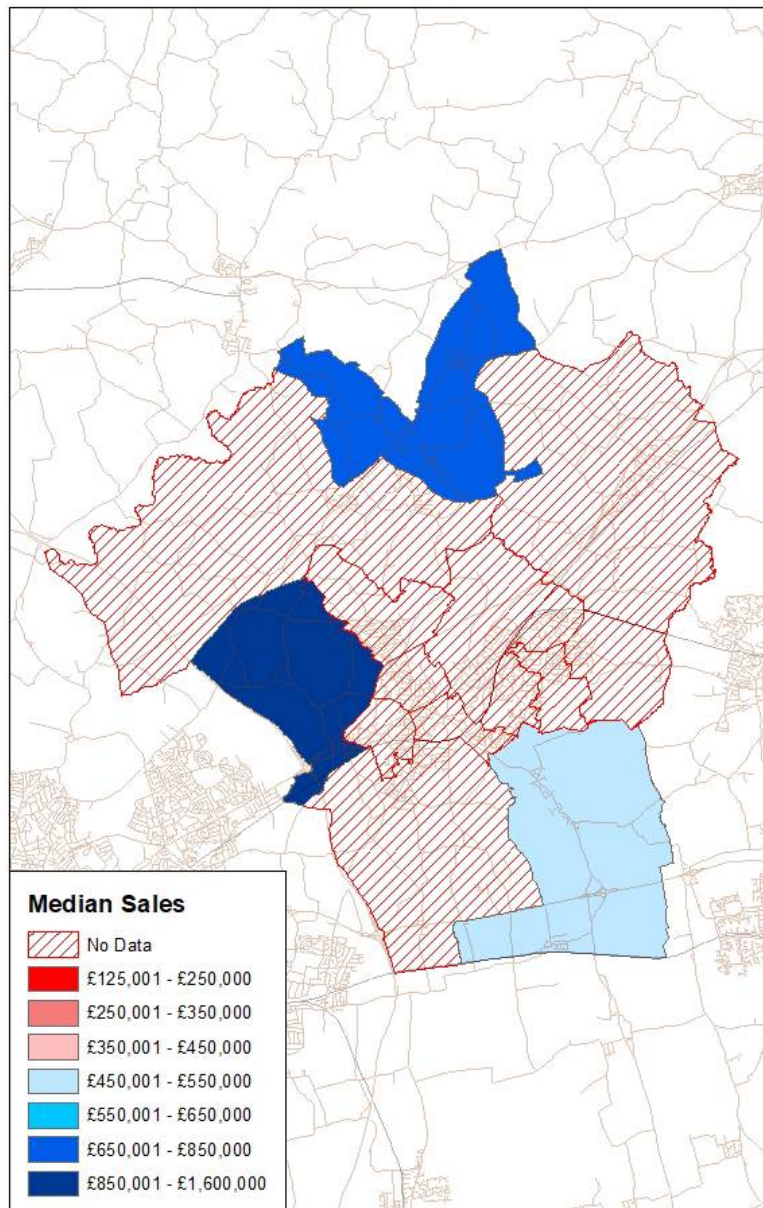 Median Sales
No Data
£125,001 - £250,000
£250,001 - £350,000
£350,001 - £450,000
£450,001 - £550,000
£550,001 - £650,000
£650,001 - £850,000
£850,001 - £1,600,000